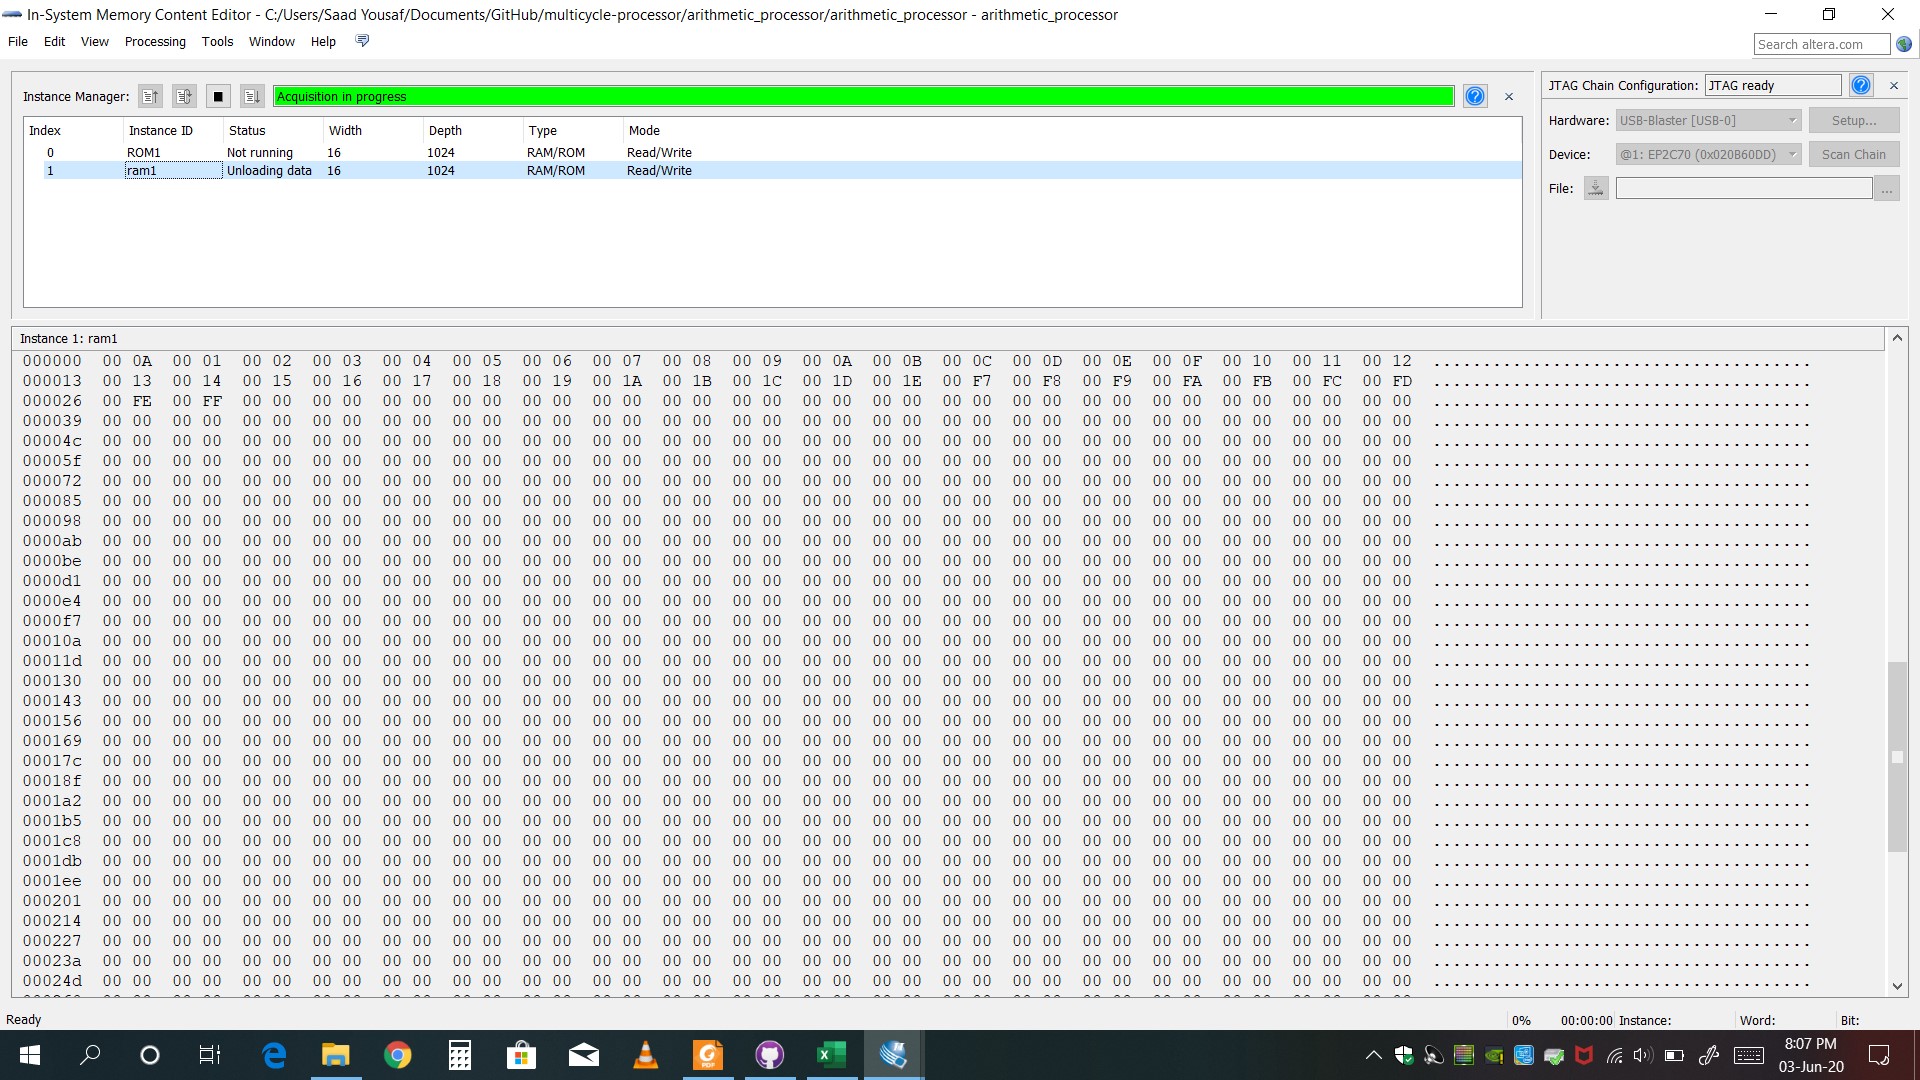 In-System Memory Content Editor - C:/Users/Saad Yousaf/Documents/GitHub/multicycle-processor/arithmetic_processor/arithmetic_processor - arithmetic_processor
File Edit View Processing Tools Window Help
Search altera.com
Instance Manager: Acquisition in progress
Index Instance ID Status Width Depth Type Mode
0 ROM1 Not running 16 1024 RAM/ROM Read/Write
1 ram1 Unloading data 16 1024 RAM/ROM Read/Write
JTAG Chain Configuration: JTAG ready
Hardware: USB-Blaster [USB-0] Setup...
Device: @1: EP2C70 (0x020B60DD) Scan Chain
File: ...
Instance 1: ram1
000000 00 0A 00 01 00 02 00 03 00 04 00 05 00 06 00 07 00 08 00 09 00 0A 00 0B 00 0C 00 0D 00 0E 00 0F 00 10 00 11 00 12 ......................................
000013 00 13 00 14 00 15 00 16 00 17 00 18 00 19 00 1A 00 1B 00 1C 00 1D 00 1E 00 F7 00 F8 00 F9 00 FA 00 FB 00 FC 00 FD ......................................
000026 00 FE 00 FF 00 00 00 00 00 00 00 00 00 00 00 00 00 00 00 00 00 00 00 00 00 00 00 00 00 00 00 00 00 00 00 00 00 00 ......................................
000039 00 00 00 00 00 00 00 00 00 00 00 00 00 00 00 00 00 00 00 00 00 00 00 00 00 00 00 00 00 00 00 00 00 00 00 00 00 00 ......................................
00004c 00 00 00 00 00 00 00 00 00 00 00 00 00 00 00 00 00 00 00 00 00 00 00 00 00 00 00 00 00 00 00 00 00 00 00 00 00 00 ......................................
00005f 00 00 00 00 00 00 00 00 00 00 00 00 00 00 00 00 00 00 00 00 00 00 00 00 00 00 00 00 00 00 00 00 00 00 00 00 00 00 ......................................
000072 00 00 00 00 00 00 00 00 00 00 00 00 00 00 00 00 00 00 00 00 00 00 00 00 00 00 00 00 00 00 00 00 00 00 00 00 00 00 ......................................
000085 00 00 00 00 00 00 00 00 00 00 00 00 00 00 00 00 00 00 00 00 00 00 00 00 00 00 00 00 00 00 00 00 00 00 00 00 00 00 ......................................
000098 00 00 00 00 00 00 00 00 00 00 00 00 00 00 00 00 00 00 00 00 00 00 00 00 00 00 00 00 00 00 00 00 00 00 00 00 00 00 ......................................
0000ab 00 00 00 00 00 00 00 00 00 00 00 00 00 00 00 00 00 00 00 00 00 00 00 00 00 00 00 00 00 00 00 00 00 00 00 00 00 00 ......................................
0000be 00 00 00 00 00 00 00 00 00 00 00 00 00 00 00 00 00 00 00 00 00 00 00 00 00 00 00 00 00 00 00 00 00 00 00 00 00 00 ......................................
0000d1 00 00 00 00 00 00 00 00 00 00 00 00 00 00 00 00 00 00 00 00 00 00 00 00 00 00 00 00 00 00 00 00 00 00 00 00 00 00 ......................................
0000e4 00 00 00 00 00 00 00 00 00 00 00 00 00 00 00 00 00 00 00 00 00 00 00 00 00 00 00 00 00 00 00 00 00 00 00 00 00 00 ......................................
0000f7 00 00 00 00 00 00 00 00 00 00 00 00 00 00 00 00 00 00 00 00 00 00 00 00 00 00 00 00 00 00 00 00 00 00 00 00 00 00 ......................................
00010a 00 00 00 00 00 00 00 00 00 00 00 00 00 00 00 00 00 00 00 00 00 00 00 00 00 00 00 00 00 00 00 00 00 00 00 00 00 00 ......................................
00011d 00 00 00 00 00 00 00 00 00 00 00 00 00 00 00 00 00 00 00 00 00 00 00 00 00 00 00 00 00 00 00 00 00 00 00 00 00 00 ......................................
000130 00 00 00 00 00 00 00 00 00 00 00 00 00 00 00 00 00 00 00 00 00 00 00 00 00 00 00 00 00 00 00 00 00 00 00 00 00 00 ......................................
000143 00 00 00 00 00 00 00 00 00 00 00 00 00 00 00 00 00 00 00 00 00 00 00 00 00 00 00 00 00 00 00 00 00 00 00 00 00 00 ......................................
000156 00 00 00 00 00 00 00 00 00 00 00 00 00 00 00 00 00 00 00 00 00 00 00 00 00 00 00 00 00 00 00 00 00 00 00 00 00 00 ......................................
000169 00 00 00 00 00 00 00 00 00 00 00 00 00 00 00 00 00 00 00 00 00 00 00 00 00 00 00 00 00 00 00 00 00 00 00 00 00 00 ......................................
00017c 00 00 00 00 00 00 00 00 00 00 00 00 00 00 00 00 00 00 00 00 00 00 00 00 00 00 00 00 00 00 00 00 00 00 00 00 00 00 ......................................
00018f 00 00 00 00 00 00 00 00 00 00 00 00 00 00 00 00 00 00 00 00 00 00 00 00 00 00 00 00 00 00 00 00 00 00 00 00 00 00 ......................................
0001a2 00 00 00 00 00 00 00 00 00 00 00 00 00 00 00 00 00 00 00 00 00 00 00 00 00 00 00 00 00 00 00 00 00 00 00 00 00 00 ......................................
0001b5 00 00 00 00 00 00 00 00 00 00 00 00 00 00 00 00 00 00 00 00 00 00 00 00 00 00 00 00 00 00 00 00 00 00 00 00 00 00 ......................................
0001c8 00 00 00 00 00 00 00 00 00 00 00 00 00 00 00 00 00 00 00 00 00 00 00 00 00 00 00 00 00 00 00 00 00 00 00 00 00 00 ......................................
0001db 00 00 00 00 00 00 00 00 00 00 00 00 00 00 00 00 00 00 00 00 00 00 00 00 00 00 00 00 00 00 00 00 00 00 00 00 00 00 ......................................
0001ee 00 00 00 00 00 00 00 00 00 00 00 00 00 00 00 00 00 00 00 00 00 00 00 00 00 00 00 00 00 00 00 00 00 00 00 00 00 00 ......................................
000201 00 00 00 00 00 00 00 00 00 00 00 00 00 00 00 00 00 00 00 00 00 00 00 00 00 00 00 00 00 00 00 00 00 00 00 00 00 00 ......................................
000214 00 00 00 00 00 00 00 00 00 00 00 00 00 00 00 00 00 00 00 00 00 00 00 00 00 00 00 00 00 00 00 00 00 00 00 00 00 00 ......................................
000227 00 00 00 00 00 00 00 00 00 00 00 00 00 00 00 00 00 00 00 00 00 00 00 00 00 00 00 00 00 00 00 00 00 00 00 00 00 00 ......................................
00023a 00 00 00 00 00 00 00 00 00 00 00 00 00 00 00 00 00 00 00 00 00 00 00 00 00 00 00 00 00 00 00 00 00 00 00 00 00 00 ......................................
00024d 00 00 00 00 00 00 00 00 00 00 00 00 00 00 00 00 00 00 00 00 00 00 00 00 00 00 00 00 00 00 00 00 00 00 00 00 00 00 ......................................
Ready 0% 00:00:00 Instance: Word: Bit:
8:07 PM
03-Jun-20